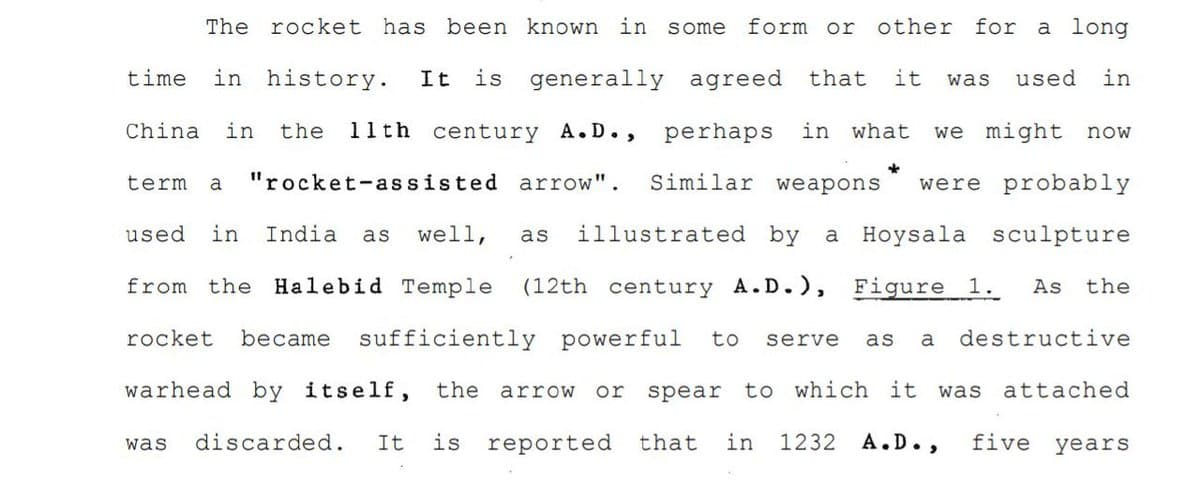 The rocket has been known in some form or other for a long
time in history. It is generally agreed that it was used in
China in the 11th century A.D., perhaps in what we might now
term a "rocket-assisted arrow". Similar weapons* were probably
used in India as well, as illustrated by a Hoysala sculpture
from the Halebid Temple (12th century A.D.), Figure 1. As the
rocket became sufficiently powerful to serve as a destructive
warhead by itself, the arrow or spear to which it was attached
was discarded. It is reported that in 1232 A.D., five years